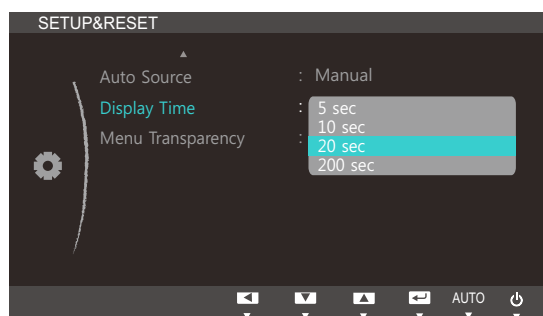 SETUP&RESET
Auto Source : Manual
Display Time : 5 sec
10 sec
Menu Transparency : 20 sec
200 sec
AUTO